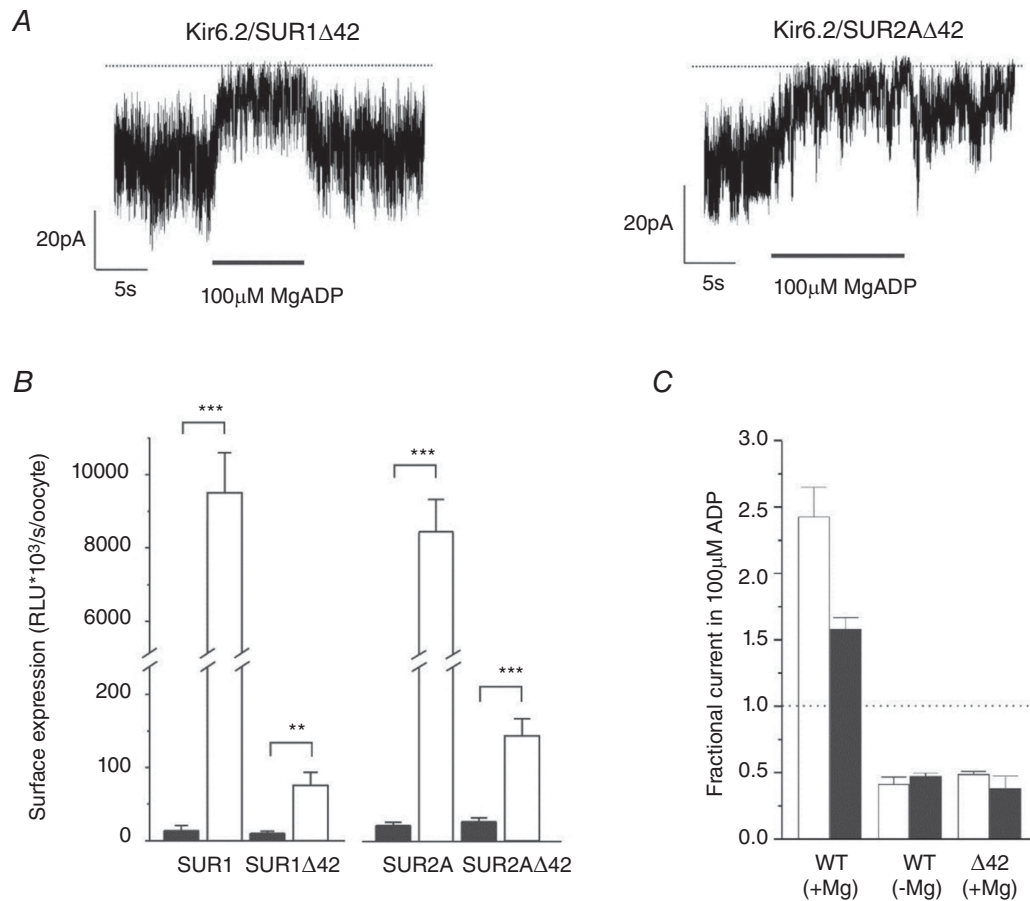 A
Kir6.2/SUR1Δ42
20pA
5s
100μM MgADP
Kir6.2/SUR2AΔ42
20pA
5s
100μM MgADP
B
Surface expression (RLU*10³/s/oocyte)
10000
8000
6000
200
100
0
***
**
***
***
SUR1
SUR1Δ42
SUR2A
SUR2AΔ42
C
Fractional current in 100μM ADP
3.0
2.5
2.0
1.5
1.0
0.5
0.0
WT
(+Mg)
WT
(-Mg)
Δ42
(+Mg)